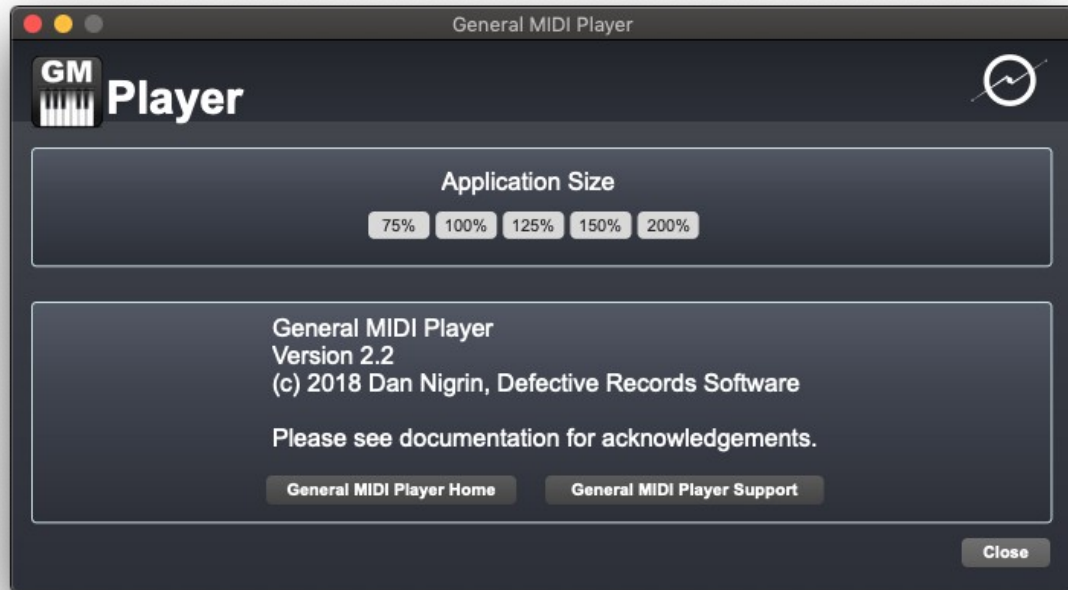 General MIDI Player
GM
Player
Application Size
75% 100% 125% 150% 200%
General MIDI Player
Version 2.2
(c) 2018 Dan Nigrin, Defective Records Software
Please see documentation for acknowledgements.
General MIDI Player Home General MIDI Player Support
Close